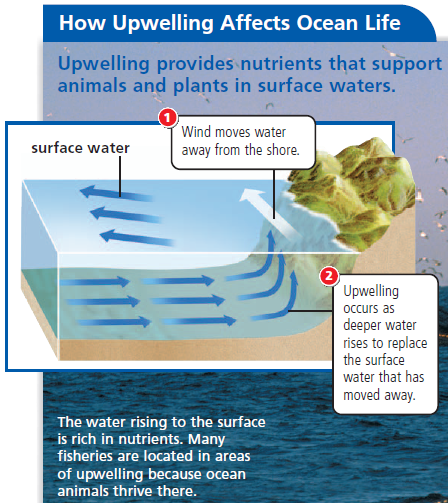 How Upwelling Affects Ocean Life
Upwelling provides nutrients that support
animals and plants in surface waters.
1
Wind moves water
away from the shore.
surface water
2
Upwelling
occurs as
deeper water
rises to replace
the surface
water that has
moved away.
The water rising to the surface
is rich in nutrients. Many
fisheries are located in areas
of upwelling because ocean
animals thrive there.